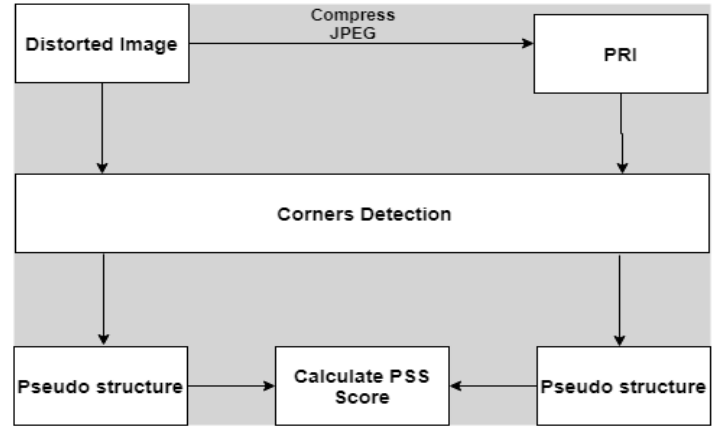 Compress
JPEG
Distorted Image
PRI
Corners Detection
Pseudo structure
Calculate PSS
Score
Pseudo structure